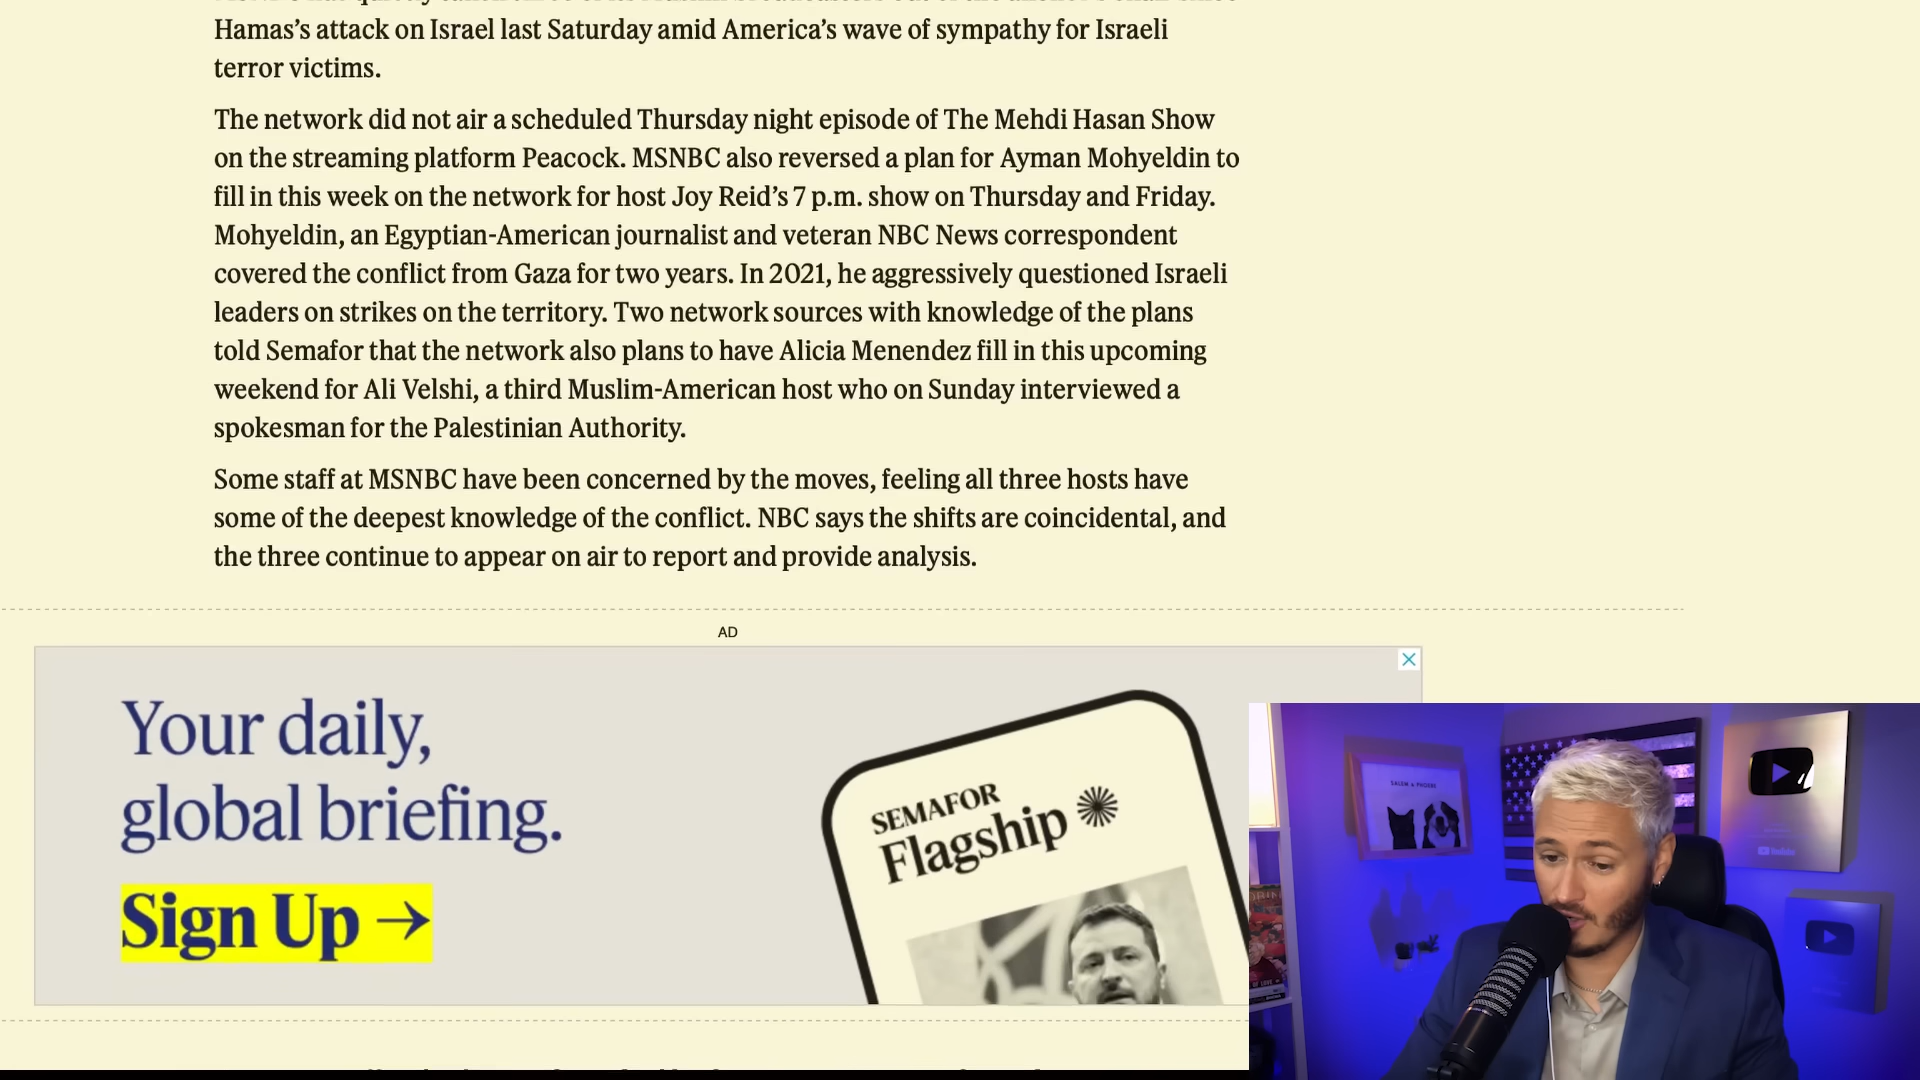 Hamas’s attack on Israel last Saturday amid America’s wave of sympathy for Israeli
terror victims.
The network did not air a scheduled Thursday night episode of The Mehdi Hasan Show
on the streaming platform Peacock. MSNBC also reversed a plan for Ayman Mohyeldin to
fill in this week on the network for host Joy Reid’s 7 p.m. show on Thursday and Friday.
Mohyeldin, an Egyptian-American journalist and veteran NBC News correspondent
covered the conflict from Gaza for two years. In 2021, he aggressively questioned Israeli
leaders on strikes on the territory. Two network sources with knowledge of the plans
told Semafor that the network also plans to have Alicia Menendez fill in this upcoming
weekend for Ali Velshi, a third Muslim-American host who on Sunday interviewed a
spokesman for the Palestinian Authority.
Some staff at MSNBC have been concerned by the moves, feeling all three hosts have
some of the deepest knowledge of the conflict. NBC says the shifts are coincidental, and
the three continue to appear on air to report and provide analysis.
AD
Your daily,
global briefing.
Sign Up →
SEMAFOR
Flagship
SALEM & PHOEBE
YouTube